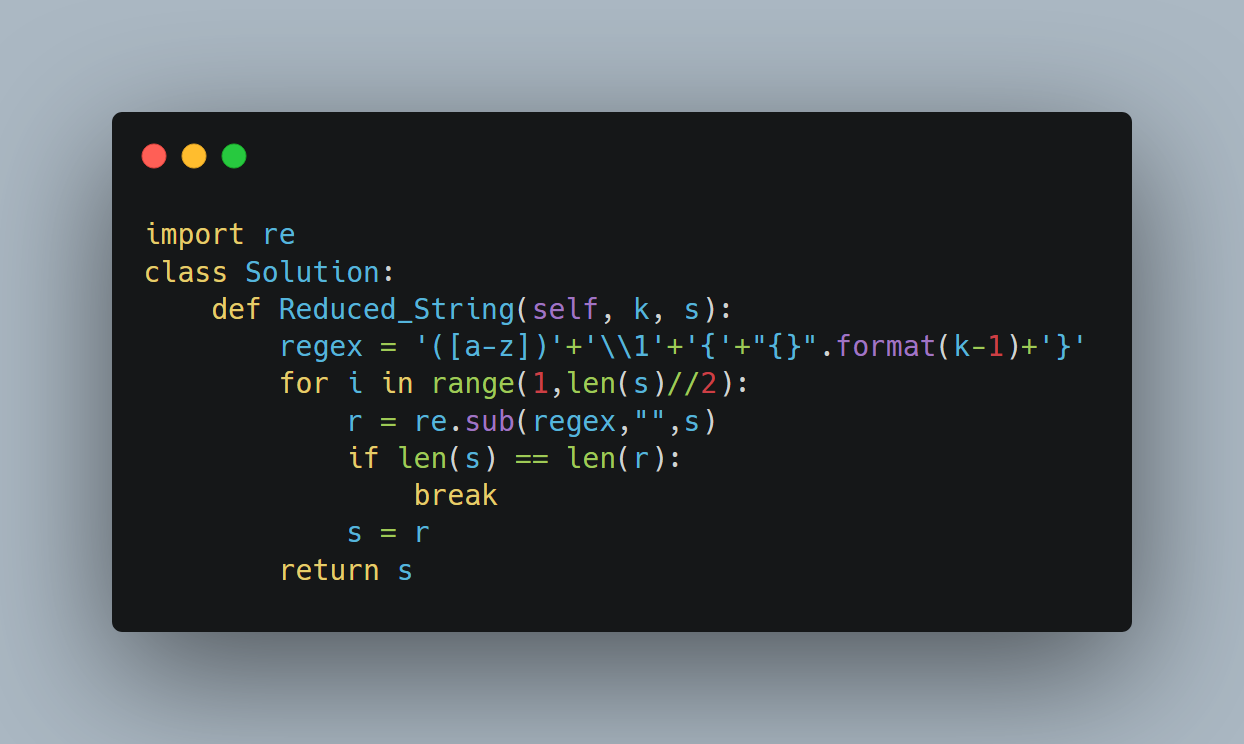 import re
class Solution:
    def Reduced_String(self, k, s):
        regex = '([a-z])'+'\\1'+'{'+"{}".format(k-1)+'}'
        for i in range(1,len(s)//2):
            r = re.sub(regex,"",s)
            if len(s) == len(r):
                break
            s = r
        return s